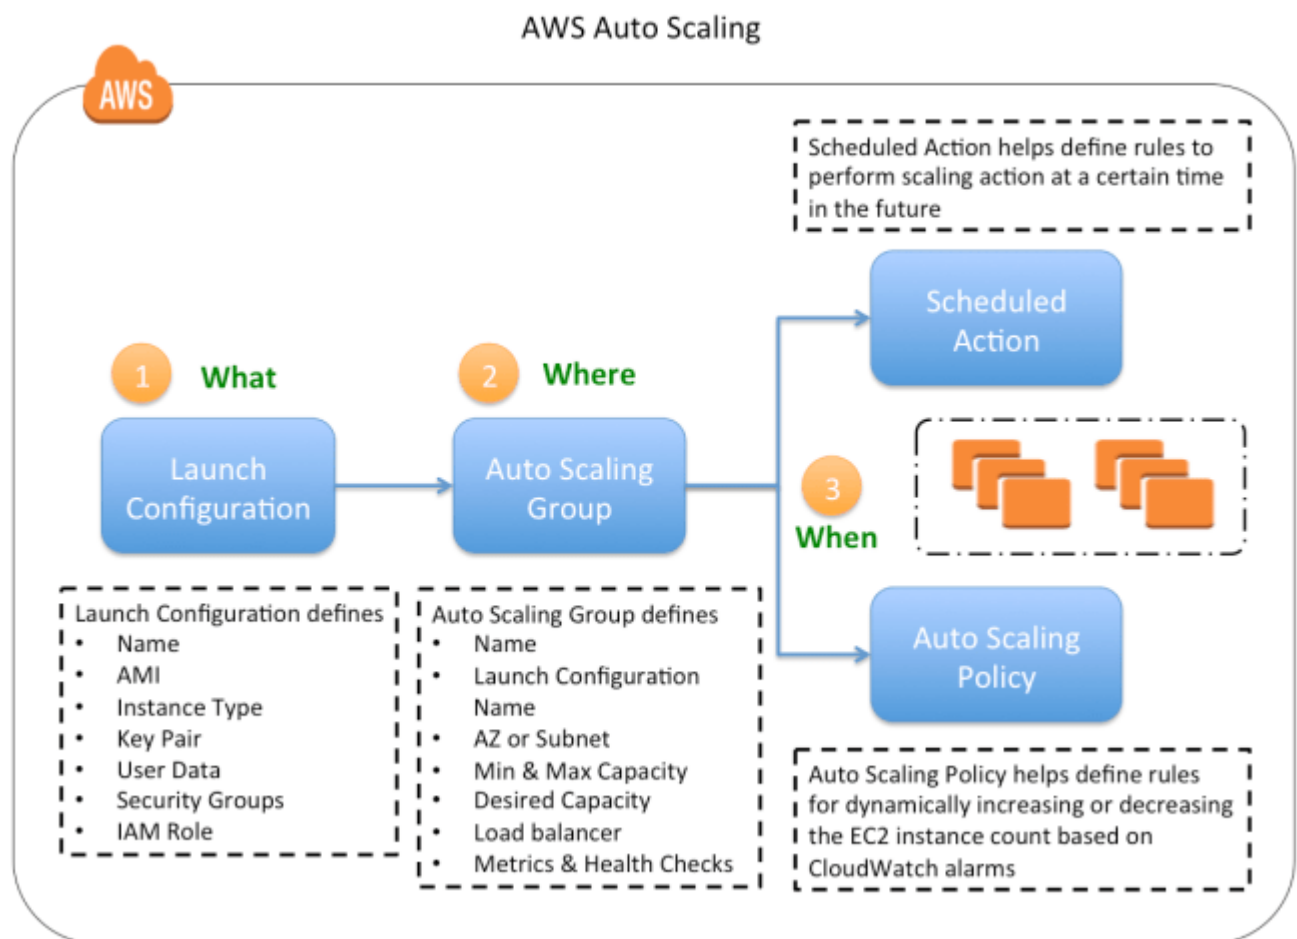 AWS Auto Scaling
AWS
Scheduled Action helps define rules to
perform scaling action at a certain time
in the future
Scheduled
Action
1
What
2
Where
Launch
Configuration
Auto Scaling
Group
3
When
Launch Configuration defines
• Name
• AMI
• Instance Type
• Key Pair
• User Data
• Security Groups
• IAM Role
Auto Scaling Group defines
• Name
• Launch Configuration
Name
• AZ or Subnet
• Min & Max Capacity
• Desired Capacity
• Load balancer
• Metrics & Health Checks
Auto Scaling
Policy
Auto Scaling Policy helps define rules
for dynamically increasing or decreasing
the EC2 instance count based on
CloudWatch alarms